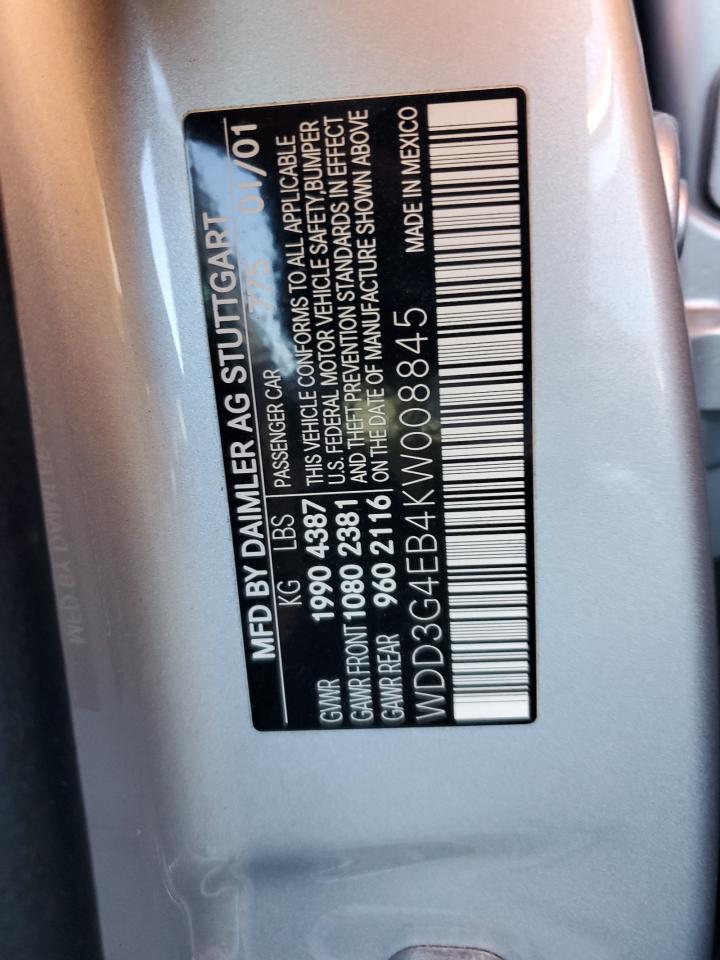 MFD BY DAIMLER AG STUTTGART
775 01/01
KG LBS
PASSENGER CAR
GVWR 1990 4387
GAWR FRONT 1080 2381
GAWR REAR 960 2116
THIS VEHICLE CONFORMS TO ALL APPLICABLE
U.S. FEDERAL MOTOR VEHICLE SAFETY,BUMPER
AND THEFT PREVENTION STANDARDS IN EFFECT
ON THE DATE OF MANUFACTURE SHOWN ABOVE
WDD3G4EB4KW008845
MADE IN MEXICO